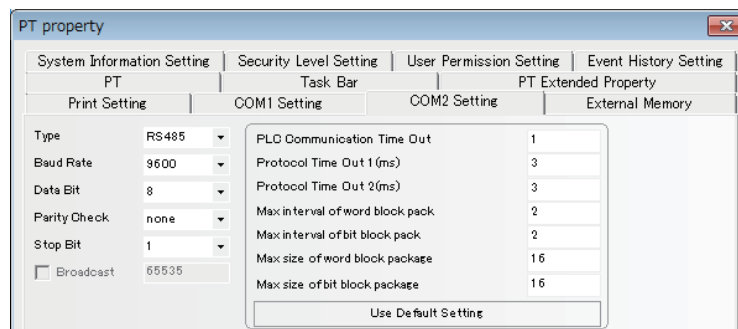 PT property
System Information Setting Security Level Setting User Permission Setting Event History Setting
PT Task Bar PT Extended Property
Print Setting COM1 Setting COM2 Setting External Memory
Type RS485
Baud Rate 9600
Data Bit 8
Parity Check none
Stop Bit 1
Broadcast 65535
PLC Communication Time Out 1
Protocol Time Out 1(ms) 3
Protocol Time Out 2(ms) 3
Max interval of word block pack 2
Max interval of bit block pack 2
Max size of word block package 16
Max size of bit block package 16
Use Default Setting